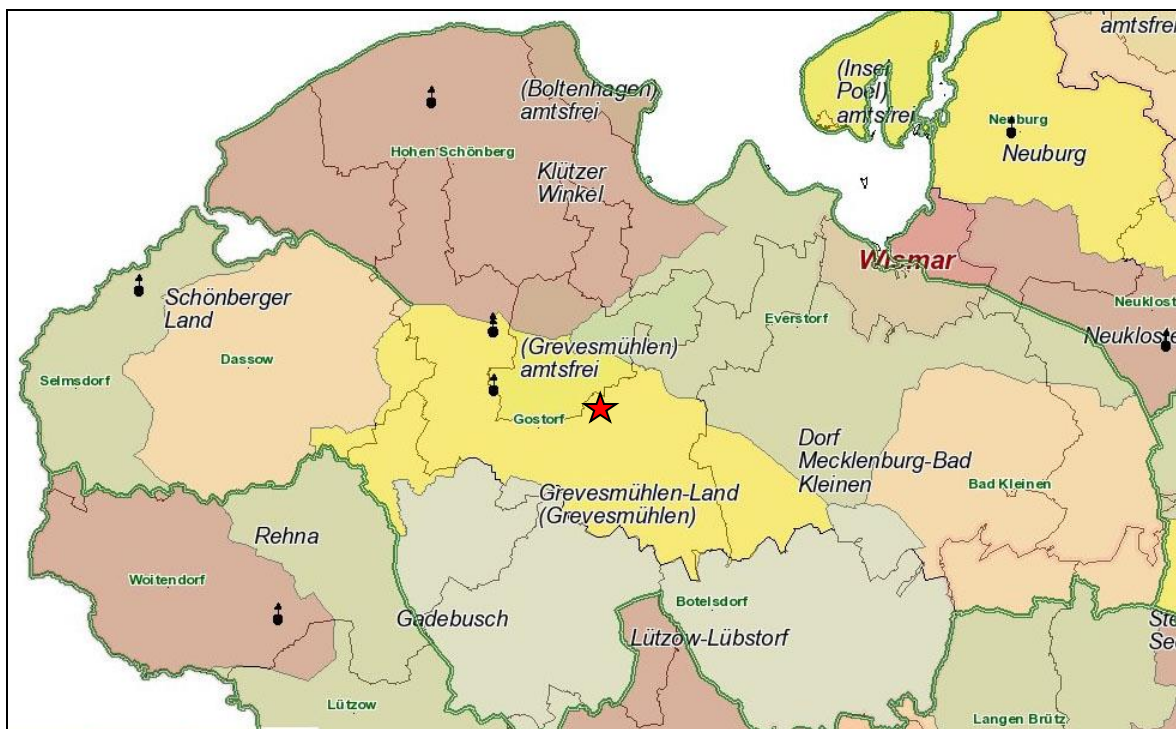 amtsfrei
(Insel
Poel)
amtsfrei
(Boltenhagen)
amtsfrei
Neuburg
Neuburg
Hohen Schönberg
Klützer
Winkel
Wismar
Schönberger
Land
Everstorf
(Grevesmühlen)
amtsfrei
Dassow
Selmsdorf
Gostorf
Dorf
Mecklenburg-Bad
Kleinen
Bad Kleinen
Grevesmühlen-Land
(Grevesmühlen)
Rehna
Woitendorf
Botelsdorf
Gadebusch
Lützow-Lübstorf
Lützow
Langen Brütz